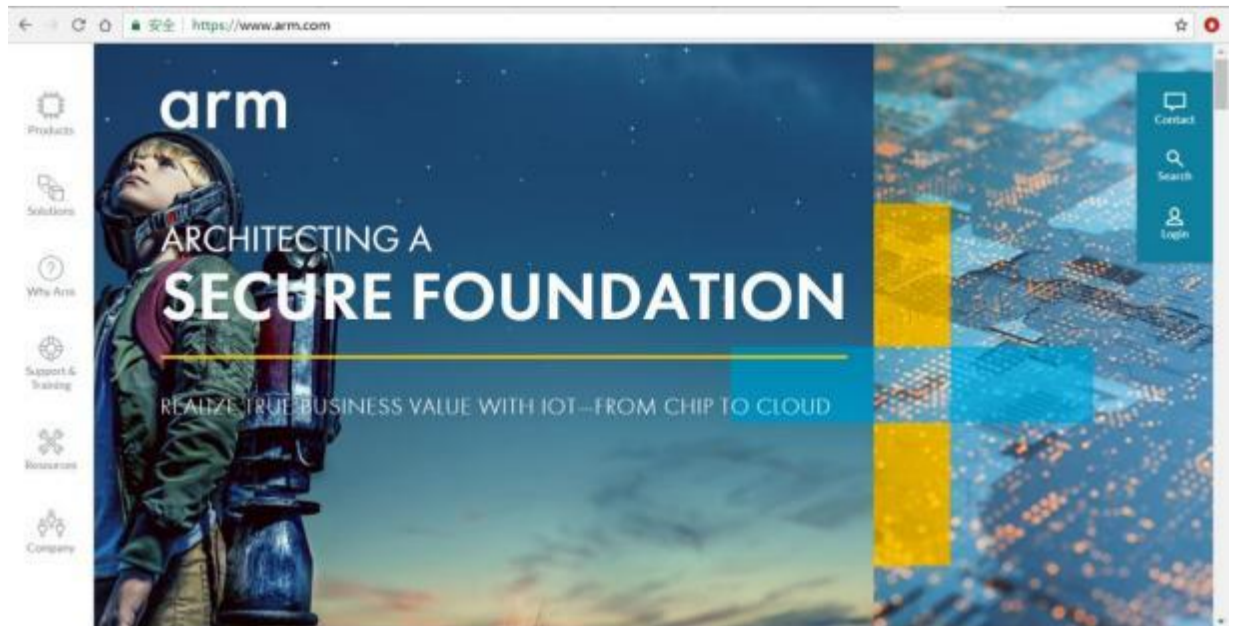 安全 https://www.arm.com
Products
Solutions
Why Arm
Support &
Training
Resources
Company
arm
ARCHITECTING A
SECURE FOUNDATION
REALIZE TRUE BUSINESS VALUE WITH IOT—FROM CHIP TO CLOUD
Contact
Search
Login